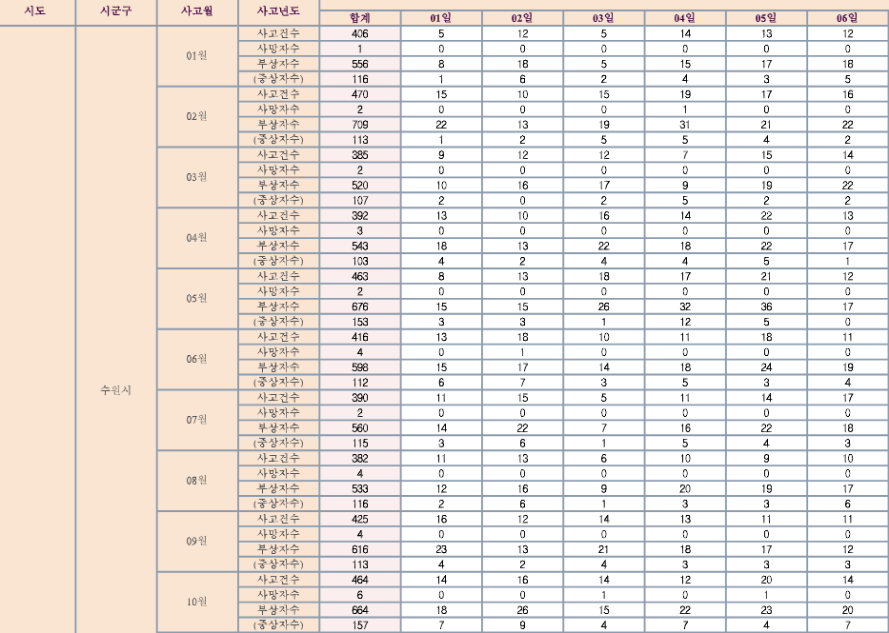 시도 시군구 사고월 사고년도 합계 01일 02일 03일 04일 05일 06일
수원시
01월 사고건수 406 5 12 5 14 13 12
사망자수 1 0 0 0 0 0 0
부상자수 556 8 18 5 15 17 18
(중상자수) 116 1 6 2 4 3 5
02월 사고건수 470 15 10 15 19 17 16
사망자수 2 0 0 0 1 0 0
부상자수 709 22 13 19 31 21 22
(중상자수) 113 1 2 5 5 4 2
03월 사고건수 385 9 12 12 7 15 14
사망자수 2 0 0 0 0 0 0
부상자수 520 10 16 17 9 19 22
(중상자수) 107 2 0 2 5 2 2
04월 사고건수 392 13 10 16 14 22 13
사망자수 3 0 0 0 0 0 0
부상자수 543 18 13 22 18 22 17
(중상자수) 103 4 2 4 4 5 1
05월 사고건수 463 8 13 18 17 21 12
사망자수 2 0 0 0 0 0 0
부상자수 676 15 15 26 32 36 17
(중상자수) 153 3 3 1 12 5 0
06월 사고건수 416 13 18 10 11 18 11
사망자수 4 0 1 0 0 0 0
부상자수 598 15 17 14 18 24 19
(중상자수) 112 6 7 3 5 3 4
07월 사고건수 390 11 15 5 11 14 17
사망자수 2 0 0 0 0 0 0
부상자수 560 14 22 7 16 22 18
(중상자수) 115 3 6 1 5 4 3
08월 사고건수 382 11 13 6 10 9 10
사망자수 4 0 0 0 0 0 0
부상자수 533 12 16 9 20 19 17
(중상자수) 116 2 6 1 3 3 6
09월 사고건수 425 16 12 14 13 11 11
사망자수 4 0 0 0 0 0 0
부상자수 616 23 13 21 18 17 12
(중상자수) 113 4 2 4 3 3 3
10월 사고건수 464 14 16 14 12 20 14
사망자수 6 0 0 1 0 1 0
부상자수 664 18 26 15 22 23 20
(중상자수) 157 7 9 4 7 4 7